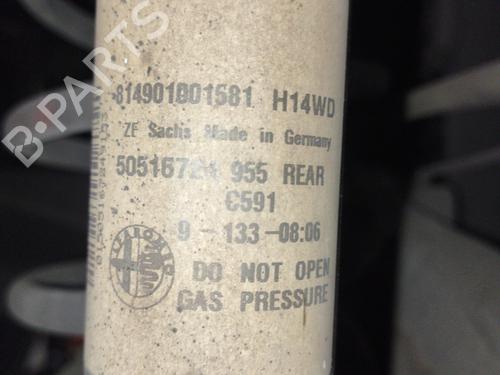 814901001581 H14WD
ZF Sachs Made in Germany
50516724 955 REAR
C591
9-133-08:06
DO NOT OPEN
GAS PRESSURE
B-PARTS